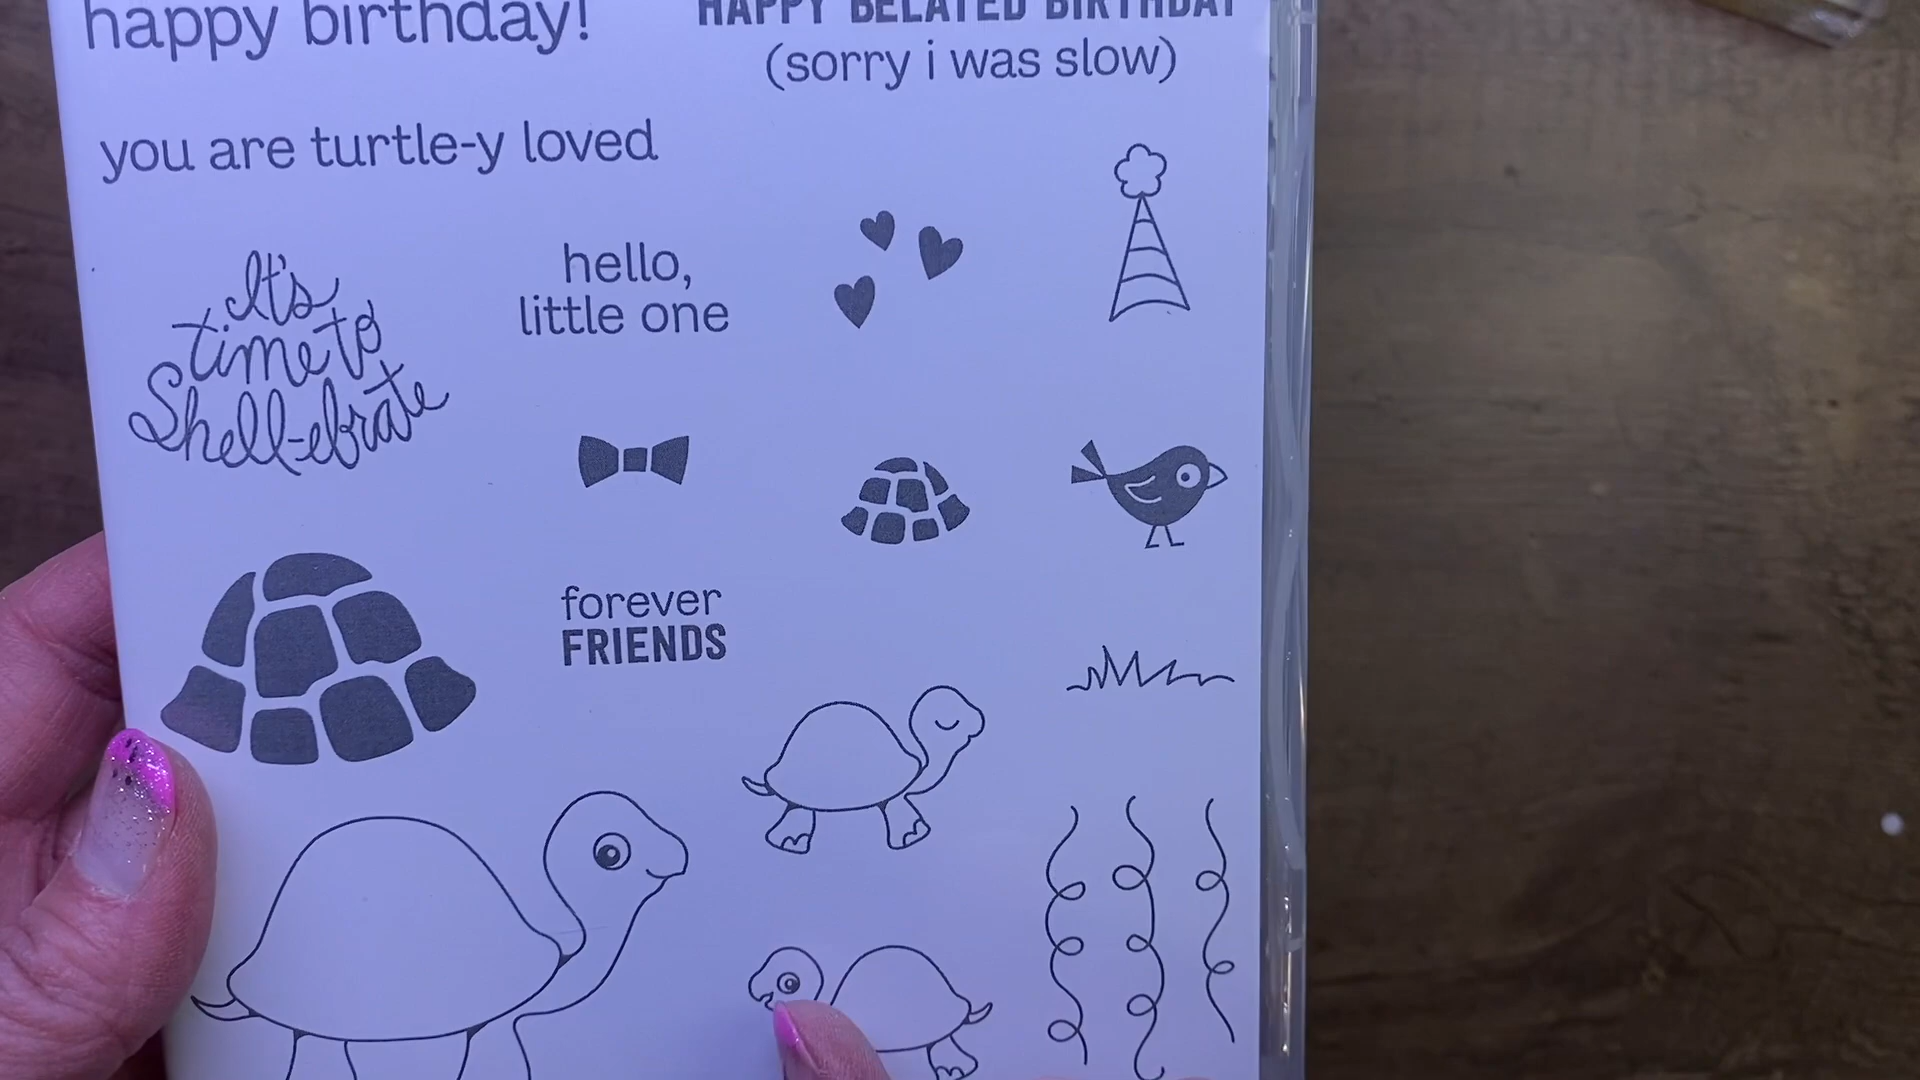 happy birthday!
HAPPY BELATED BIRTHDAY
(sorry i was slow)
you are turtle-y loved
It's
time to
Shell-ebrate
hello,
little one
forever
FRIENDS